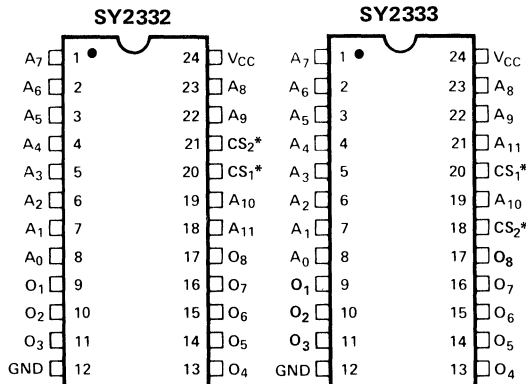 SY2332 SY2333
A7 1 24 VCC A7 1 24 VCC
A6 2 23 A8 A6 2 23 A8
A5 3 22 A9 A5 3 22 A9
A4 4 21 CS2* A4 4 21 A11
A3 5 20 CS1* A3 5 20 CS1*
A2 6 19 A10 A2 6 19 A10
A1 7 18 A11 A1 7 18 CS2*
A0 8 17 O8 A0 8 17 O8
O1 9 16 O7 O1 9 16 O7
O2 10 15 O6 O2 10 15 O6
O3 11 14 O5 O3 11 14 O5
GND 12 13 O4 GND 12 13 O4